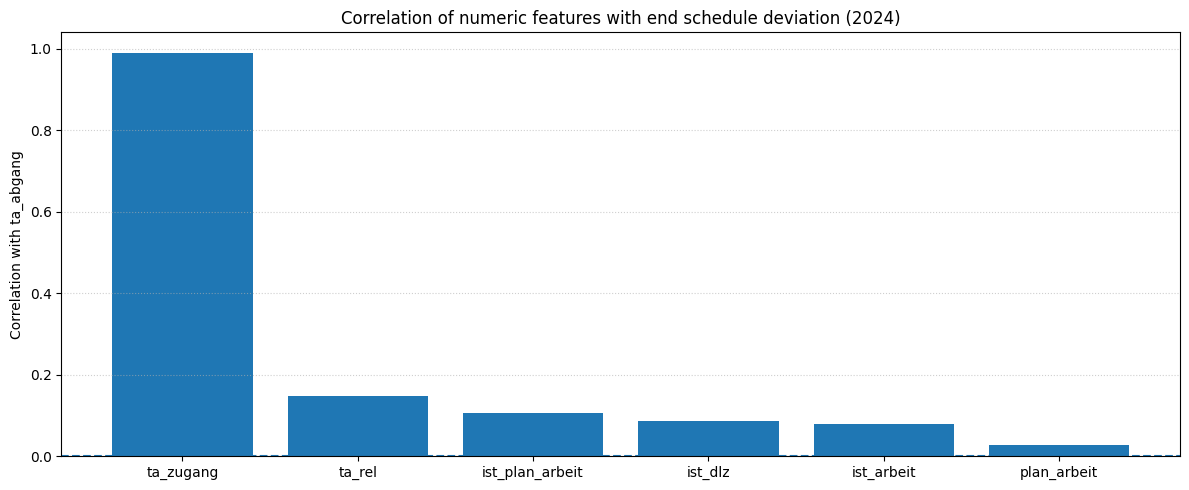 Correlation of numeric features with end schedule deviation (2024)
Correlation with ta_abgang
1.0
0.8
0.6
0.4
0.2
0.0
ta_zugang ta_rel ist_plan_arbeit ist_dlz ist_arbeit plan_arbeit